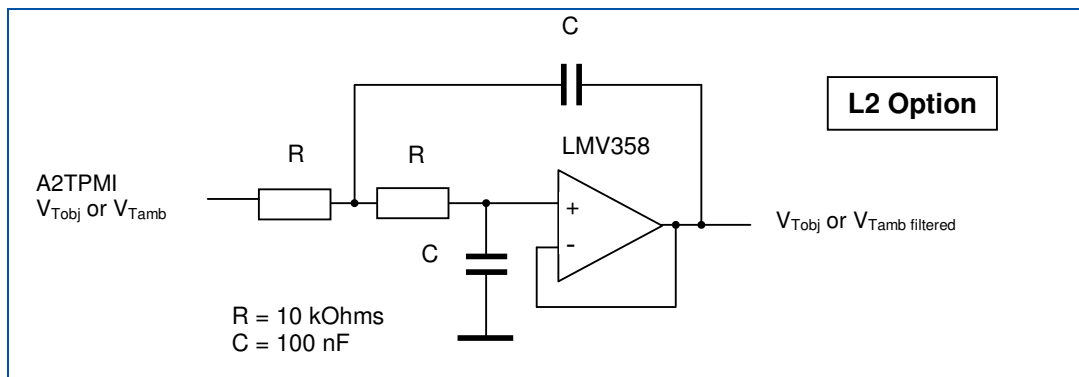 C
L2 Option
LMV358
R
R
A2TPMI
VTobj or VTamb
+
-
VTobj or VTamb filtered
C
R = 10 kOhms
C = 100 nF